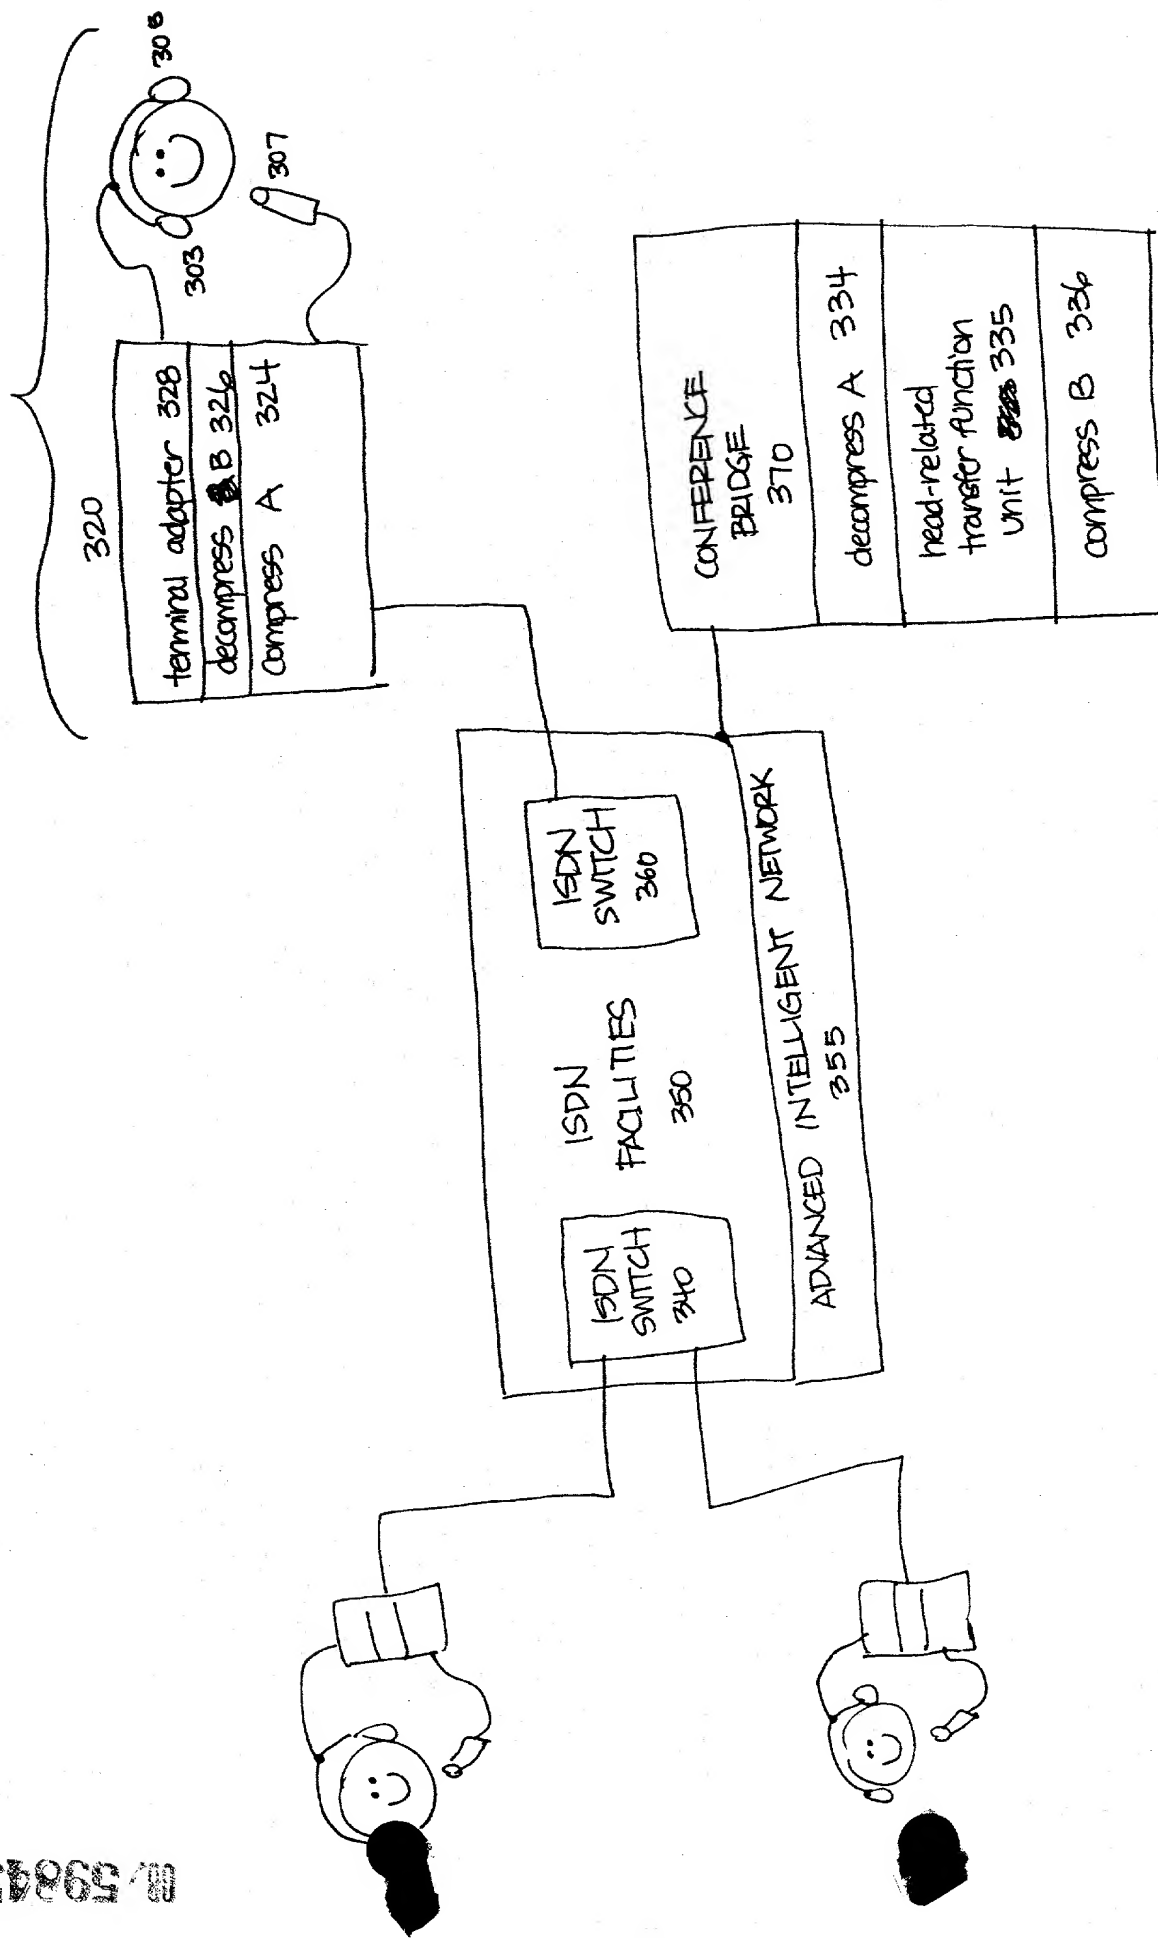 320
terminal adapter 328
decompress B 326
compress A 324
303
305
307
ISDN
SWITCH
340
ISDN
FACILITIES
350
ISDN
SWITCH
360
ADVANCED INTELLIGENT NETWORK
355
CONFERENCE
BRIDGE
370
decompress A 334
head-related
transfer function
unit 335
compress B 336